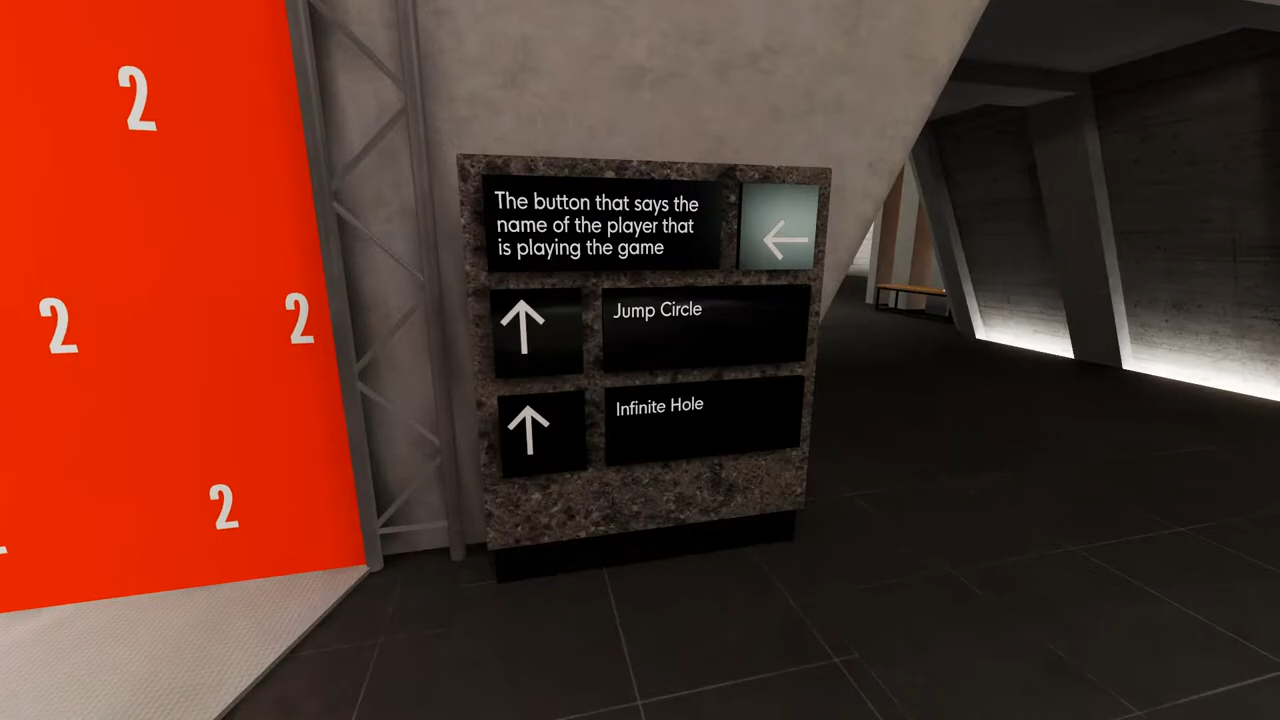 2
2
2
2
The button that says the
name of the player that
is playing the game
←
↑
Jump Circle
↑
Infinite Hole